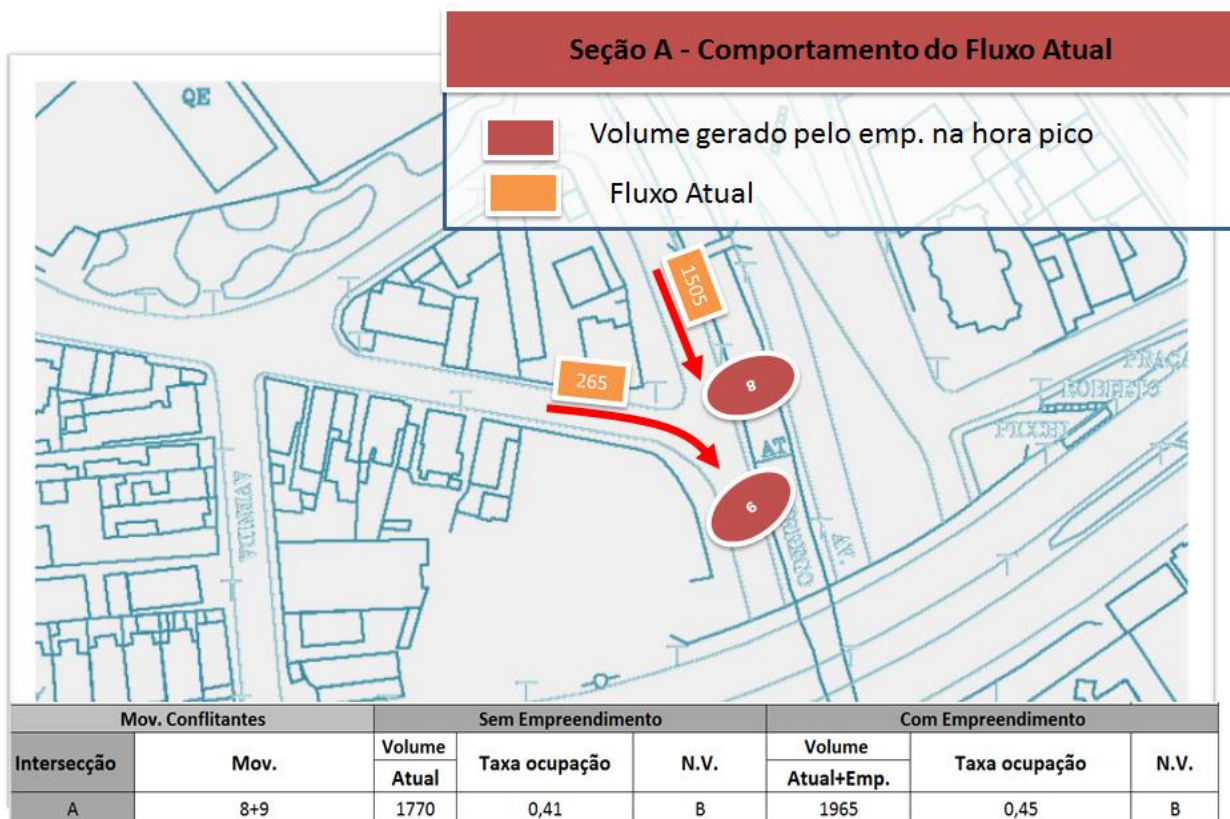 Seção A - Comportamento do Fluxo Atual
Volume gerado pelo emp. na hora pico
Fluxo Atual
QE
1505
8
265
9
AT
AVENIDA
AV.
PRAÇA
ROBERTO
Mov. Conflitantes Sem Empreendimento Com Empreendimento
Intersecção Mov. Volume Atual Taxa ocupação N.V. Volume Atual+Emp. Taxa ocupação N.V.
A 8+9 1770 0,41 B 1965 0,45 B